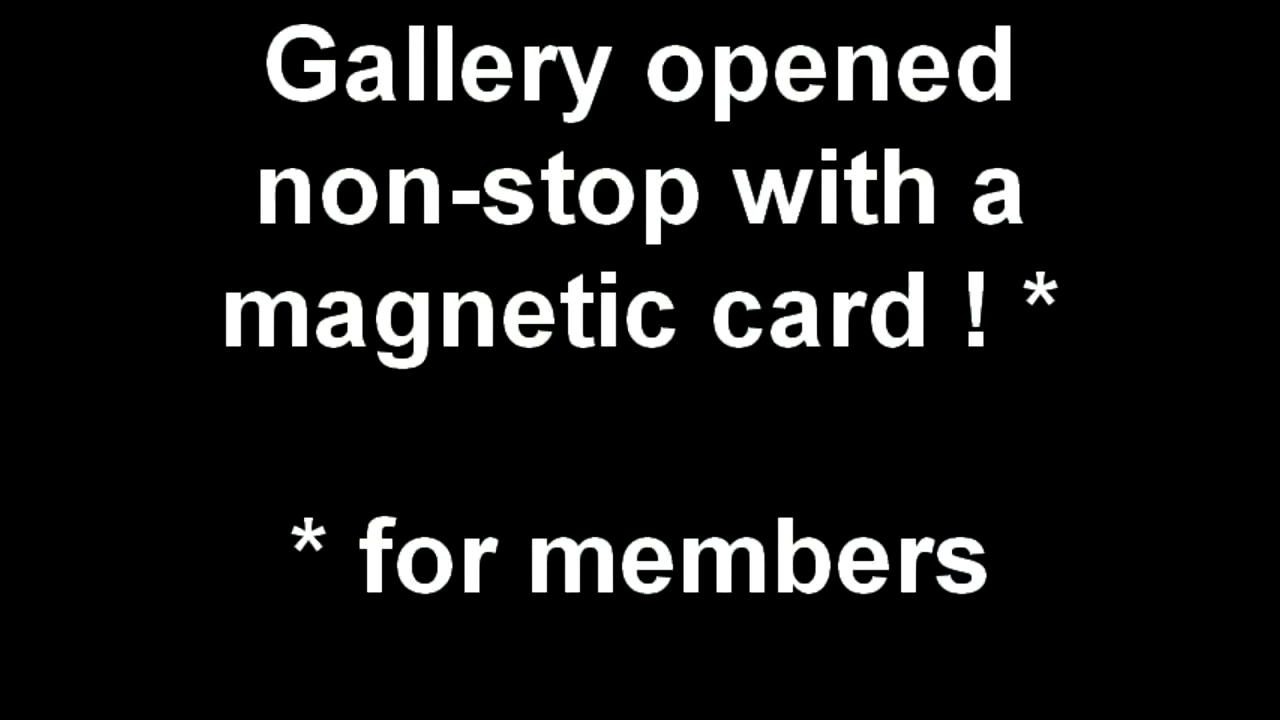 Gallery opened
non-stop with a
magnetic card ! *
* for members